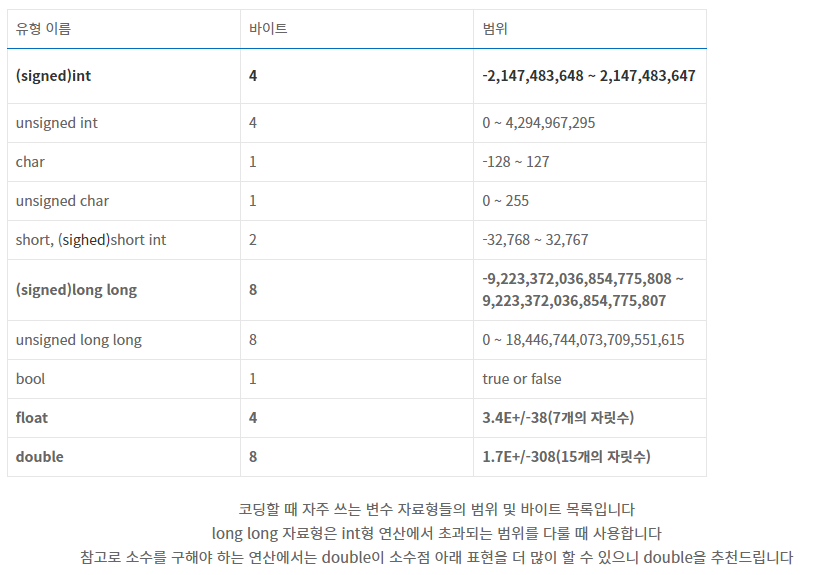 유형 이름 바이트 범위
(signed)int 4 -2,147,483,648 ~ 2,147,483,647
unsigned int 4 0 ~ 4,294,967,295
char 1 -128 ~ 127
unsigned char 1 0 ~ 255
short, (sighed)short int 2 -32,768 ~ 32,767
(signed)long long 8 -9,223,372,036,854,775,808 ~
9,223,372,036,854,775,807
unsigned long long 8 0 ~ 18,446,744,073,709,551,615
bool 1 true or false
float 4 3.4E+/-38(7개의 자릿수)
double 8 1.7E+/-308(15개의 자릿수)
코딩할 때 자주 쓰는 변수 자료형들의 범위 및 바이트 목록입니다
long long 자료형은 int형 연산에서 초과되는 범위를 다룰 때 사용합니다
참고로 소수를 구해야 하는 연산에서는 double이 소수점 아래 표현을 더 많이 할 수 있으니 double을 추천드립니다